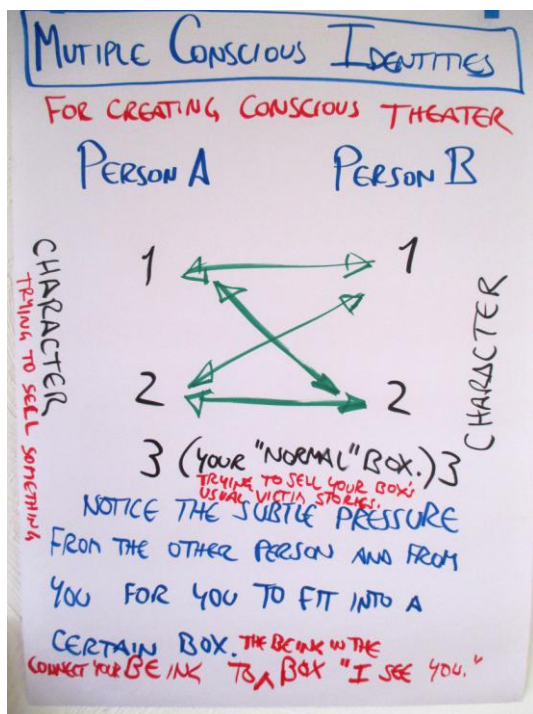 MUTIPLE CONSCIOUS IDENTITIES
FOR CREATING CONSCIOUS THEATER
PERSON A PERSON B
CHARACTER
TRYING TO SELL SOMETHING
1 1
2 2
CHARACTER
3 (YOUR "NORMAL" BOX.) 3
TRYING TO SELL YOUR BOX'S
USUAL VICTIM STORIES.
NOTICE THE SUBTLE PRESSURE
FROM THE OTHER PERSON AND FROM
YOU FOR YOU TO FIT INTO A
CERTAIN BOX. THE BEING IN THE
CONNECT YOUR BEING TO ^ BOX "I SEE YOU."